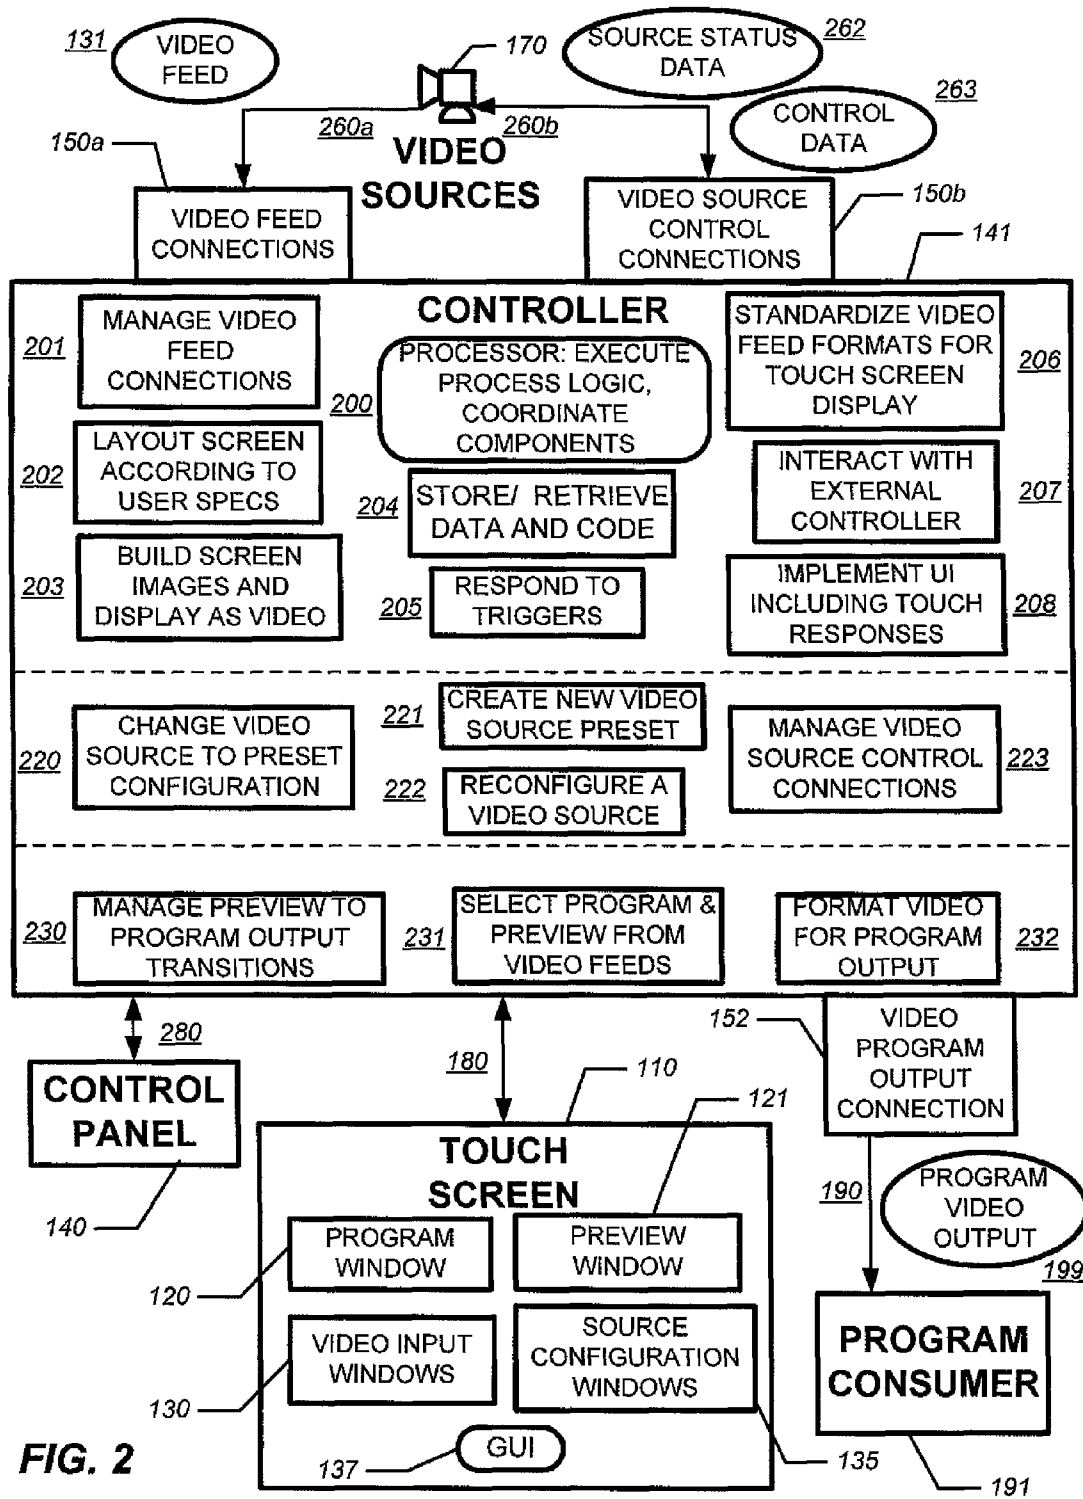 131
VIDEO
FEED
170
SOURCE STATUS
DATA
262
263
CONTROL
DATA
260a
260b
VIDEO
SOURCES
150a
150b
VIDEO FEED
CONNECTIONS
VIDEO SOURCE
CONTROL
CONNECTIONS
141
CONTROLLER
201
MANAGE VIDEO
FEED
CONNECTIONS
200
PROCESSOR: EXECUTE
PROCESS LOGIC,
COORDINATE
COMPONENTS
STANDARDIZE VIDEO
FEED FORMATS FOR
TOUCH SCREEN
DISPLAY
206
202
LAYOUT SCREEN
ACCORDING TO
USER SPECS
204
STORE/ RETRIEVE
DATA AND CODE
INTERACT WITH
EXTERNAL
CONTROLLER
207
203
BUILD SCREEN
IMAGES AND
DISPLAY AS VIDEO
205
RESPOND TO
TRIGGERS
IMPLEMENT UI
INCLUDING TOUCH
RESPONSES
208
220
CHANGE VIDEO
SOURCE TO PRESET
CONFIGURATION
221
CREATE NEW VIDEO
SOURCE PRESET
222
RECONFIGURE A
VIDEO SOURCE
MANAGE VIDEO
SOURCE CONTROL
CONNECTIONS
223
230
MANAGE PREVIEW TO
PROGRAM OUTPUT
TRANSITIONS
231
SELECT PROGRAM &
PREVIEW FROM
VIDEO FEEDS
FORMAT VIDEO
FOR PROGRAM
OUTPUT
232
280
CONTROL
PANEL
140
180
110
121
152
VIDEO
PROGRAM
OUTPUT
CONNECTION
TOUCH
SCREEN
PROGRAM
WINDOW
120
PREVIEW
WINDOW
VIDEO INPUT
WINDOWS
130
SOURCE
CONFIGURATION
WINDOWS
135
GUI
137
190
PROGRAM
VIDEO
OUTPUT
199
PROGRAM
CONSUMER
191
FIG. 2